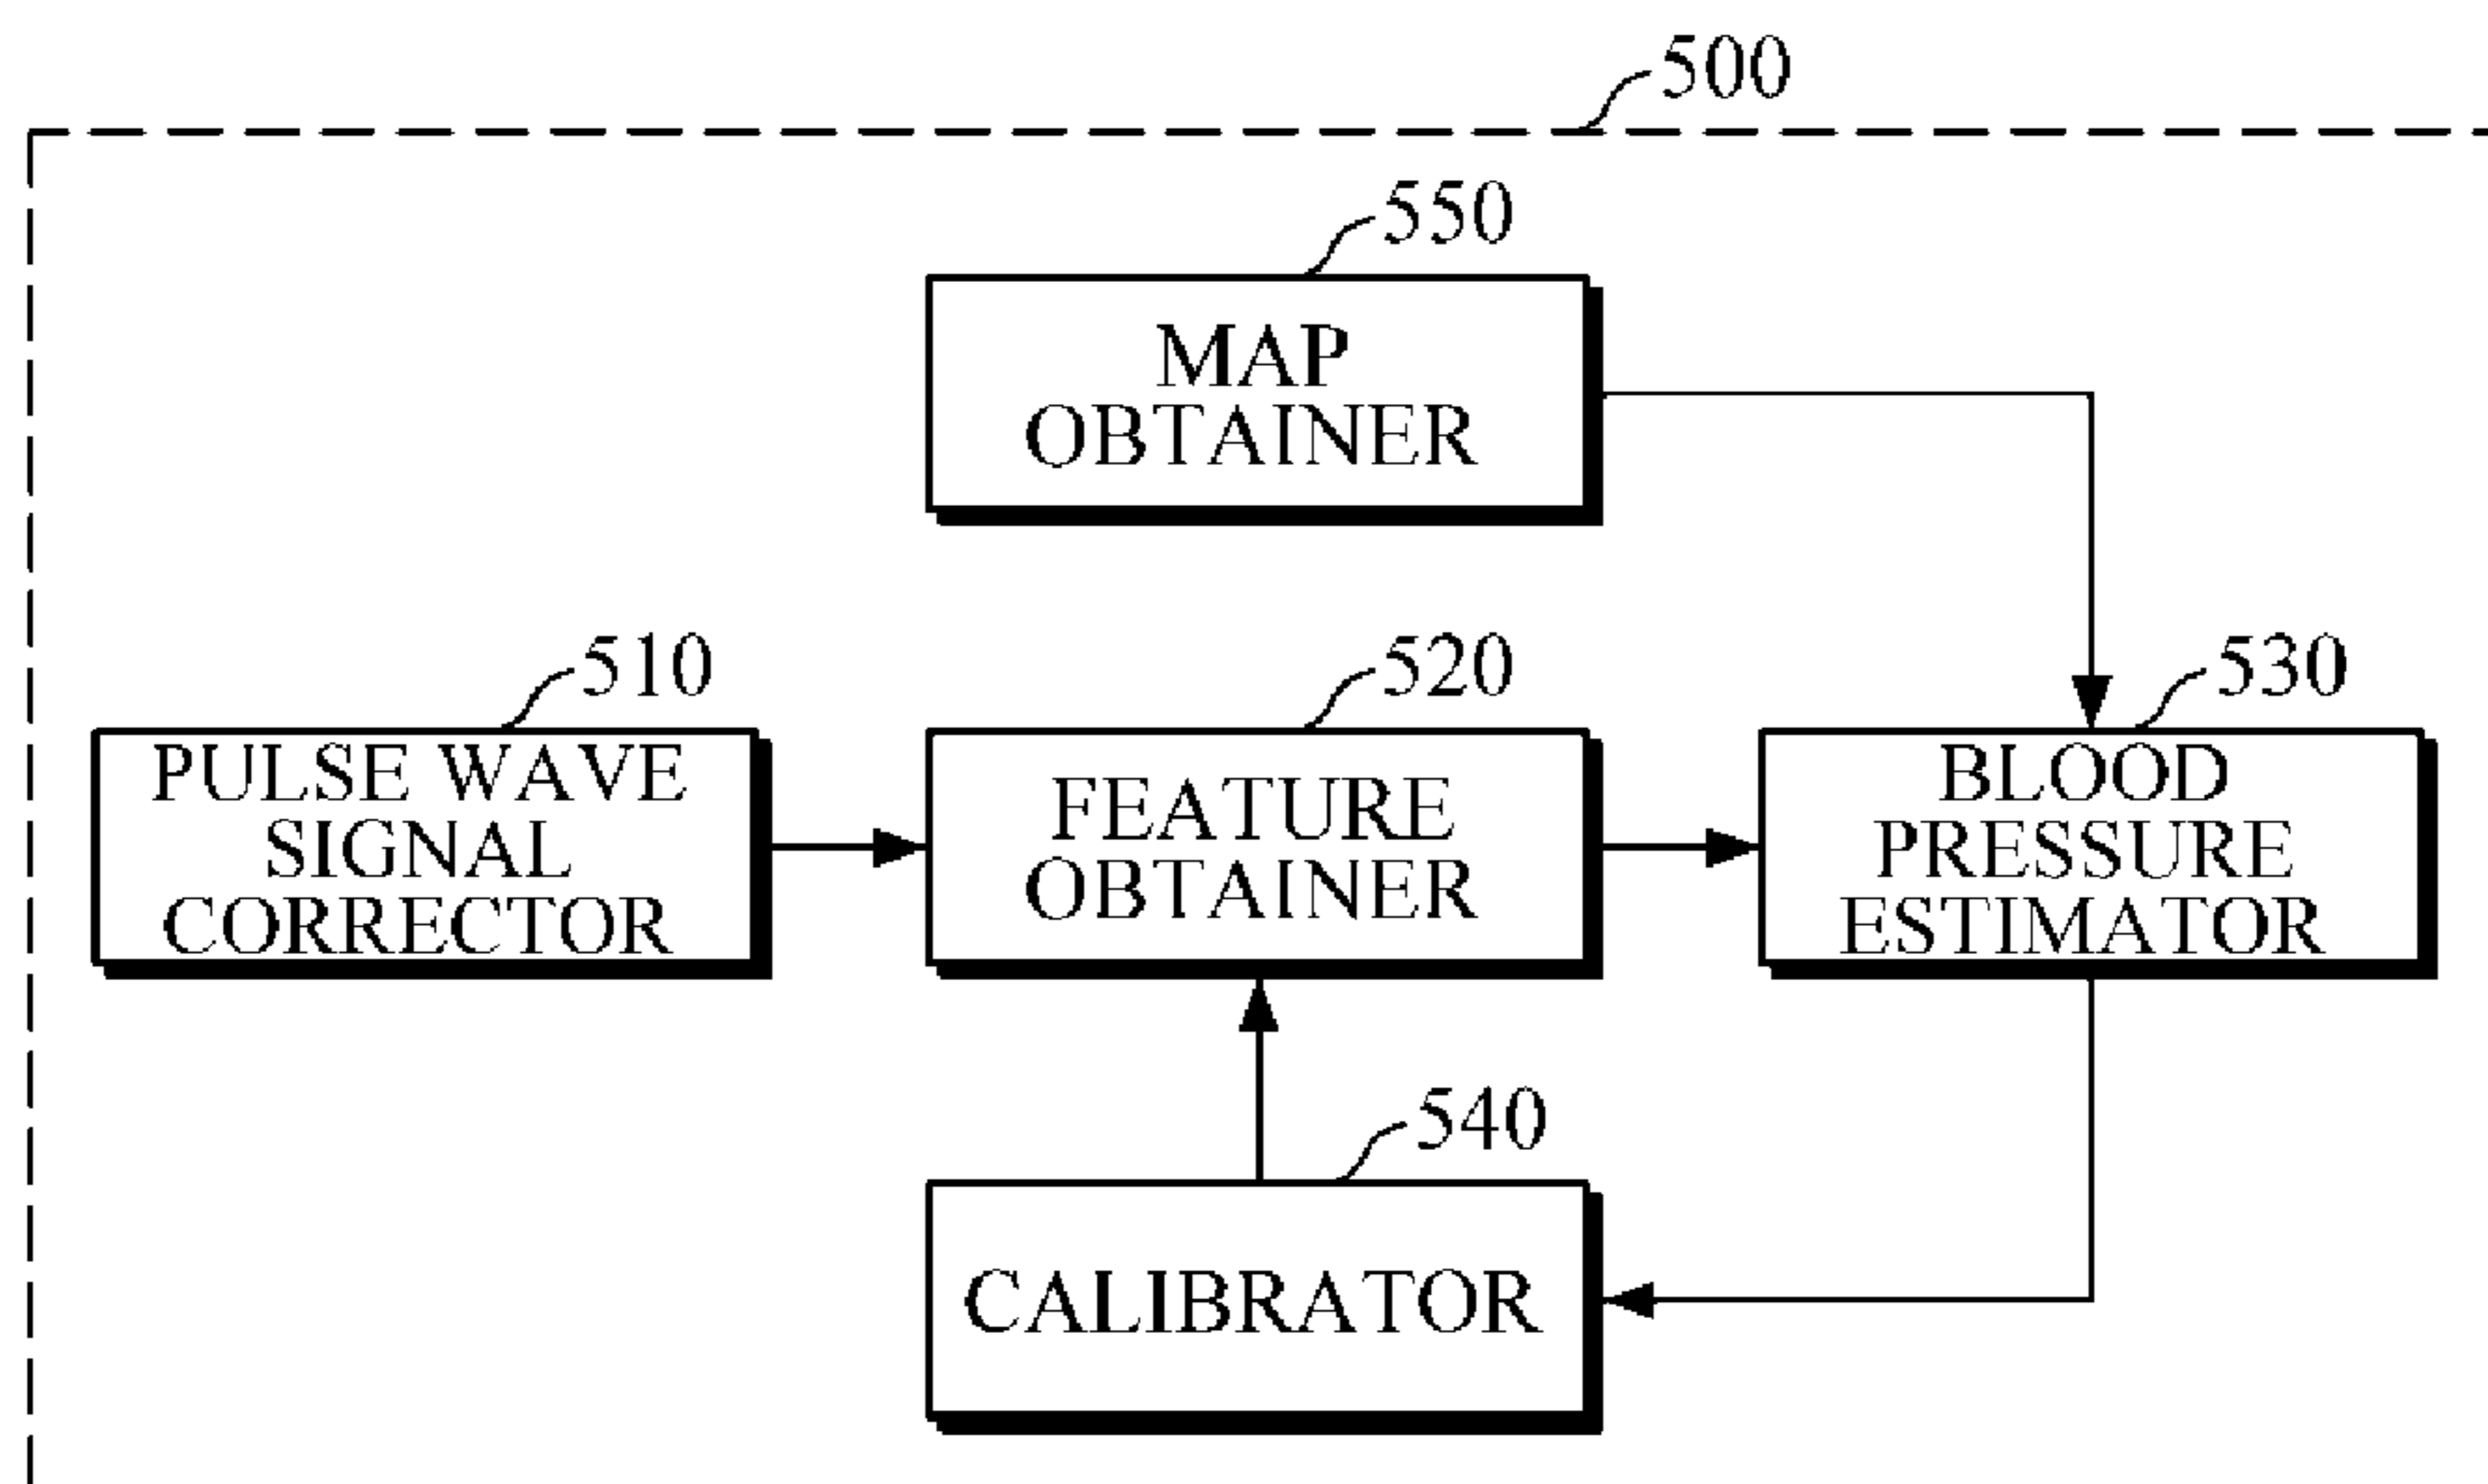 500
550
MAP
OBTAINER
510
520
530
PULSE WAVE
SIGNAL
CORRECTOR
FEATURE
OBTAINER
BLOOD
PRESSURE
ESTIMATOR
540
CALIBRATOR